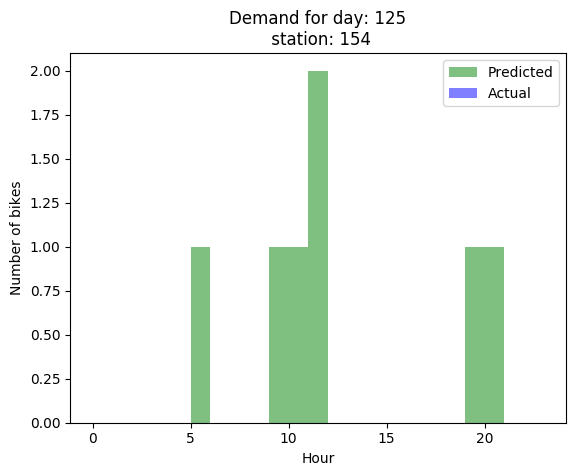 Demand for day: 125
station: 154
Predicted
Actual
Number of bikes
2.00
1.75
1.50
1.25
1.00
0.75
0.50
0.25
0.00
0 5 10 15 20
Hour